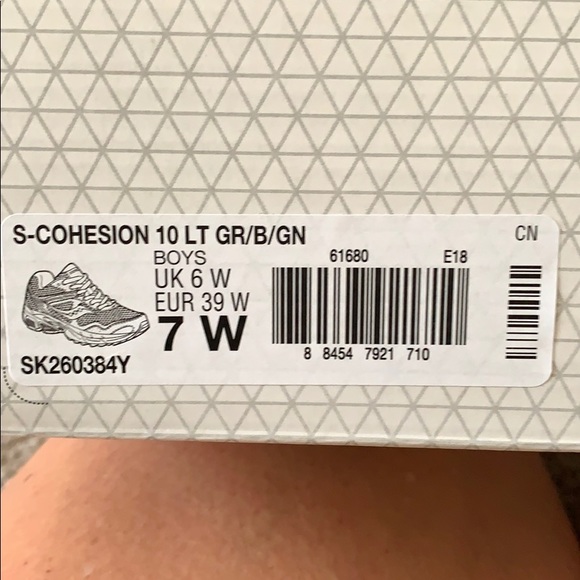 S-COHESION 10 LT GR/B/GN
CN
BOYS
61680 E18
UK 6 W
EUR 39 W
7 W
8 8454 7921 710
SK260384Y